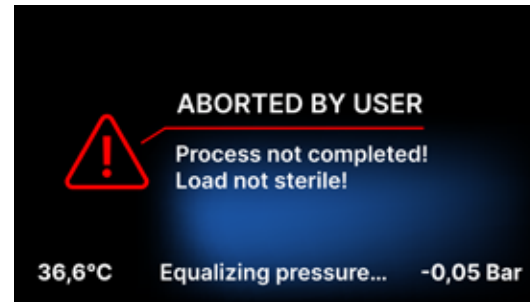 ABORTED BY USER
Process not completed!
Load not sterile!
36,6°C Equalizing pressure... -0,05 Bar